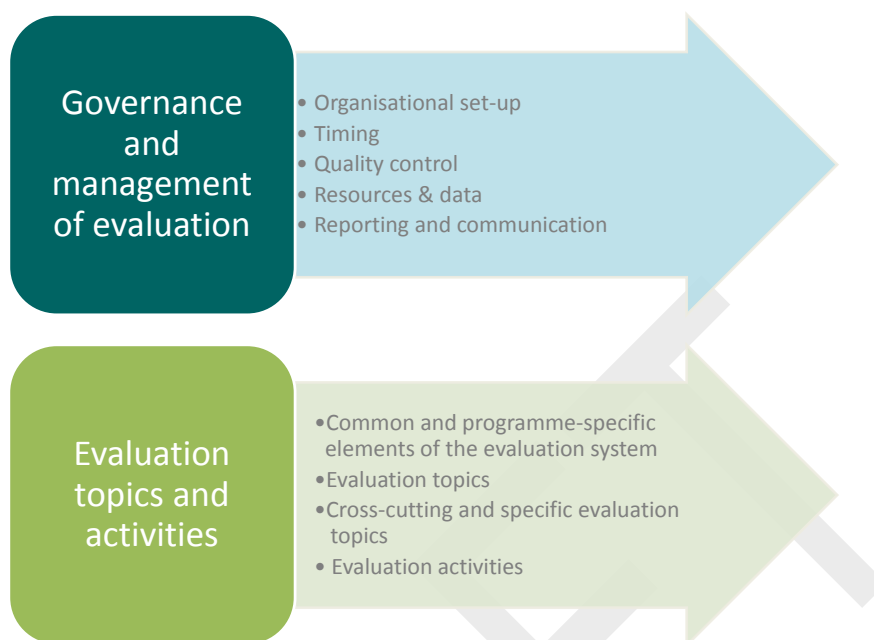 Governance
and
management
of evaluation
• Organisational set-up
• Timing
• Quality control
• Resources & data
• Reporting and communication
Evaluation
topics and
activities
•Common and programme-specific
elements of the evaluation system
•Evaluation topics
•Cross-cutting and specific evaluation
topics
• Evaluation activities